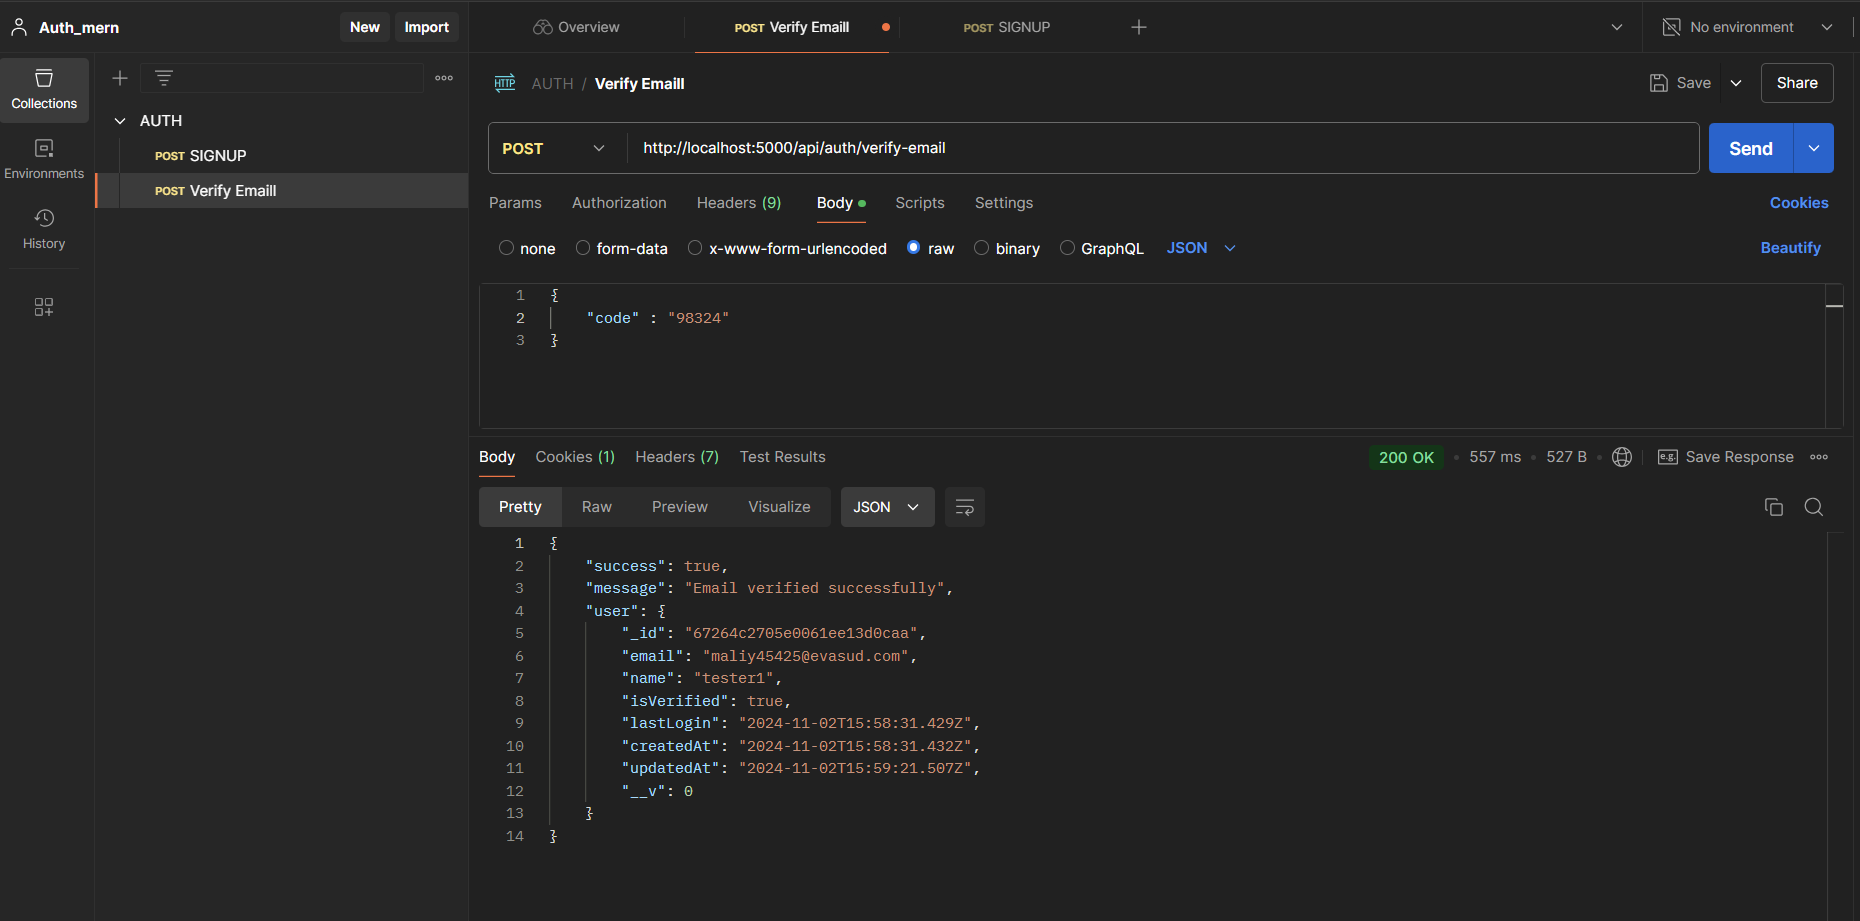 Auth_mern
New
Import
Overview
POST Verify Emaill
POST SIGNUP
No environment
Collections
Environments
History
AUTH
POST SIGNUP
POST Verify Emaill
HTTP
AUTH / Verify Emaill
Save
Share
POST
http://localhost:5000/api/auth/verify-email
Send
Params
Authorization
Headers (9)
Body
Scripts
Settings
Cookies
none
form-data
x-www-form-urlencoded
raw
binary
GraphQL
JSON
Beautify
1 {
2 "code" : "98324"
3 }
Body
Cookies (1)
Headers (7)
Test Results
200 OK
557 ms
527 B
e.g.
Save Response
Pretty
Raw
Preview
Visualize
JSON
1 {
2 "success": true,
3 "message": "Email verified successfully",
4 "user": {
5 "_id": "67264c2705e0061ee13d0caa",
6 "email": "maliy45425@evasud.com",
7 "name": "tester1",
8 "isVerified": true,
9 "lastLogin": "2024-11-02T15:58:31.429Z",
10 "createdAt": "2024-11-02T15:58:31.432Z",
11 "updatedAt": "2024-11-02T15:59:21.507Z",
12 "__v": 0
13 }
14 }